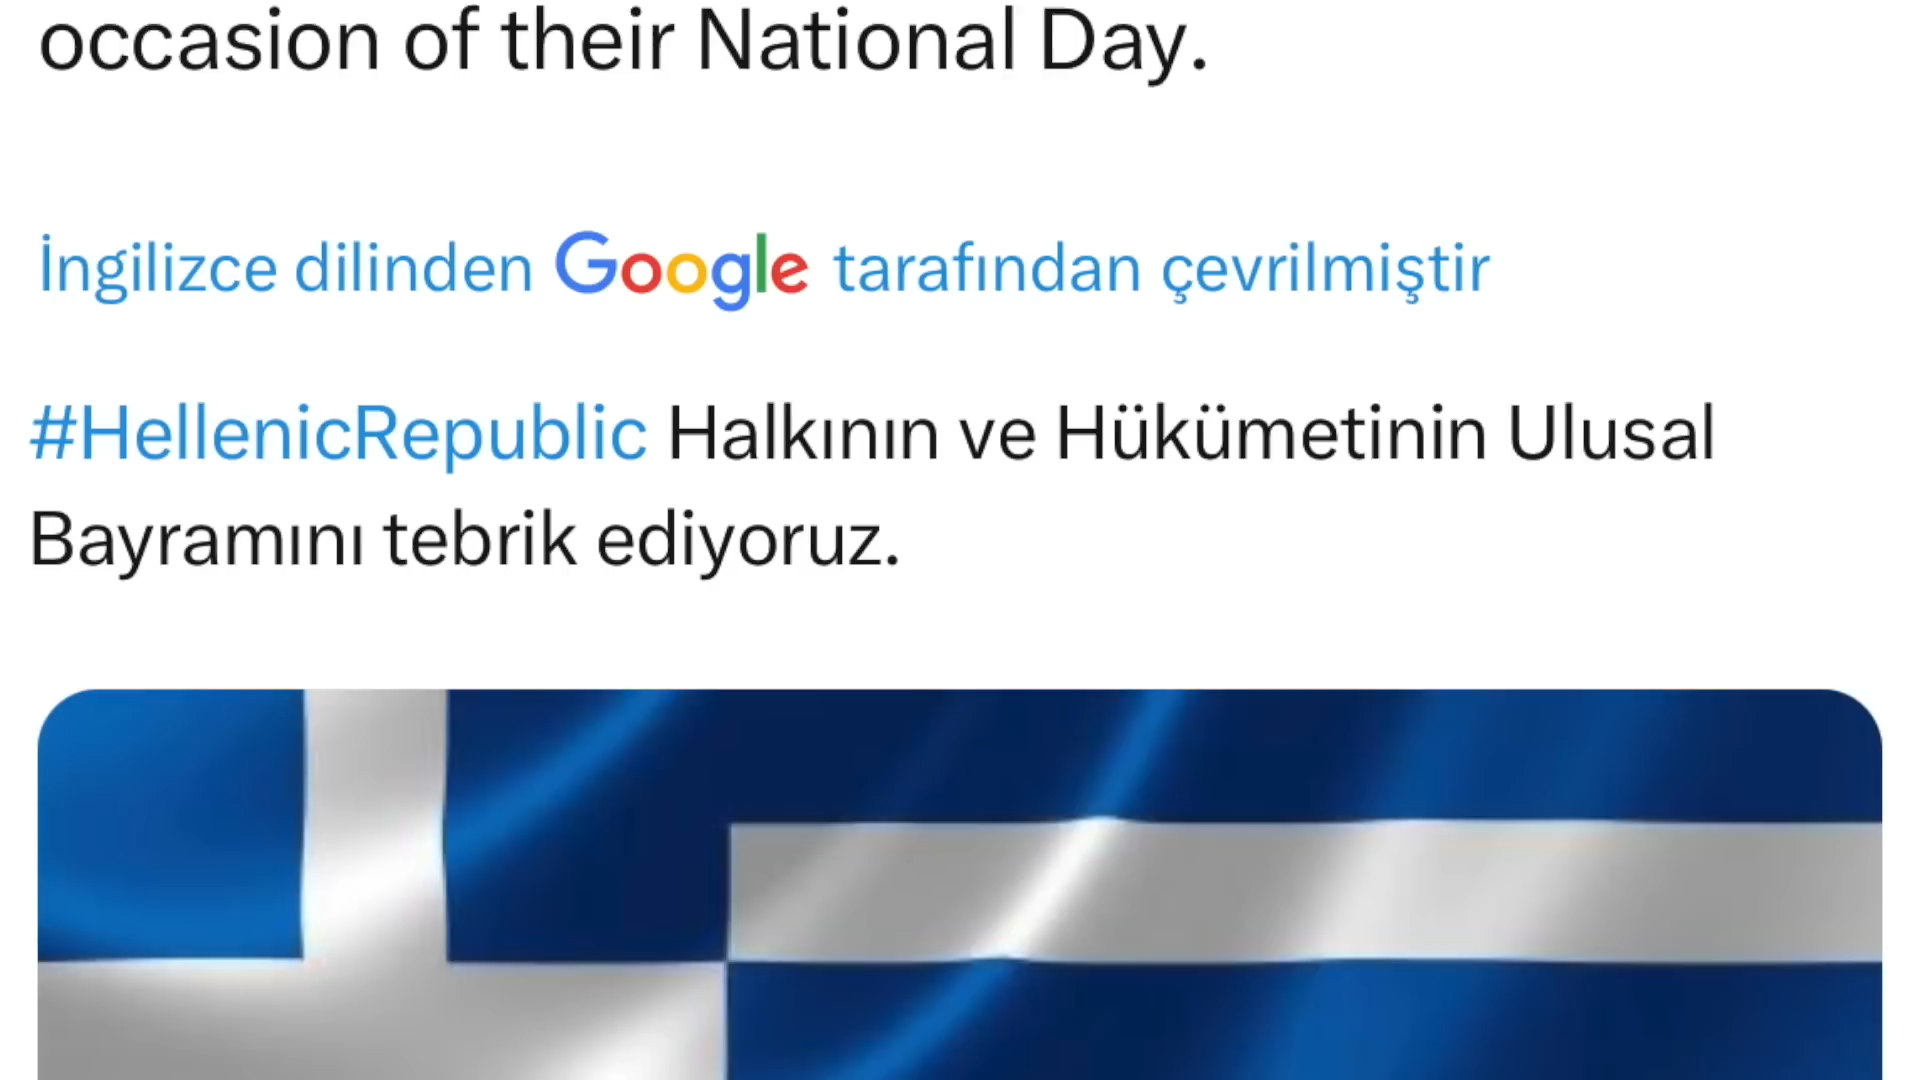 occasion of their National Day.
İngilizce dilinden Google tarafından çevrilmiştir
#HellenicRepublic Halkının ve Hükümetinin Ulusal
Bayramını tebrik ediyoruz.